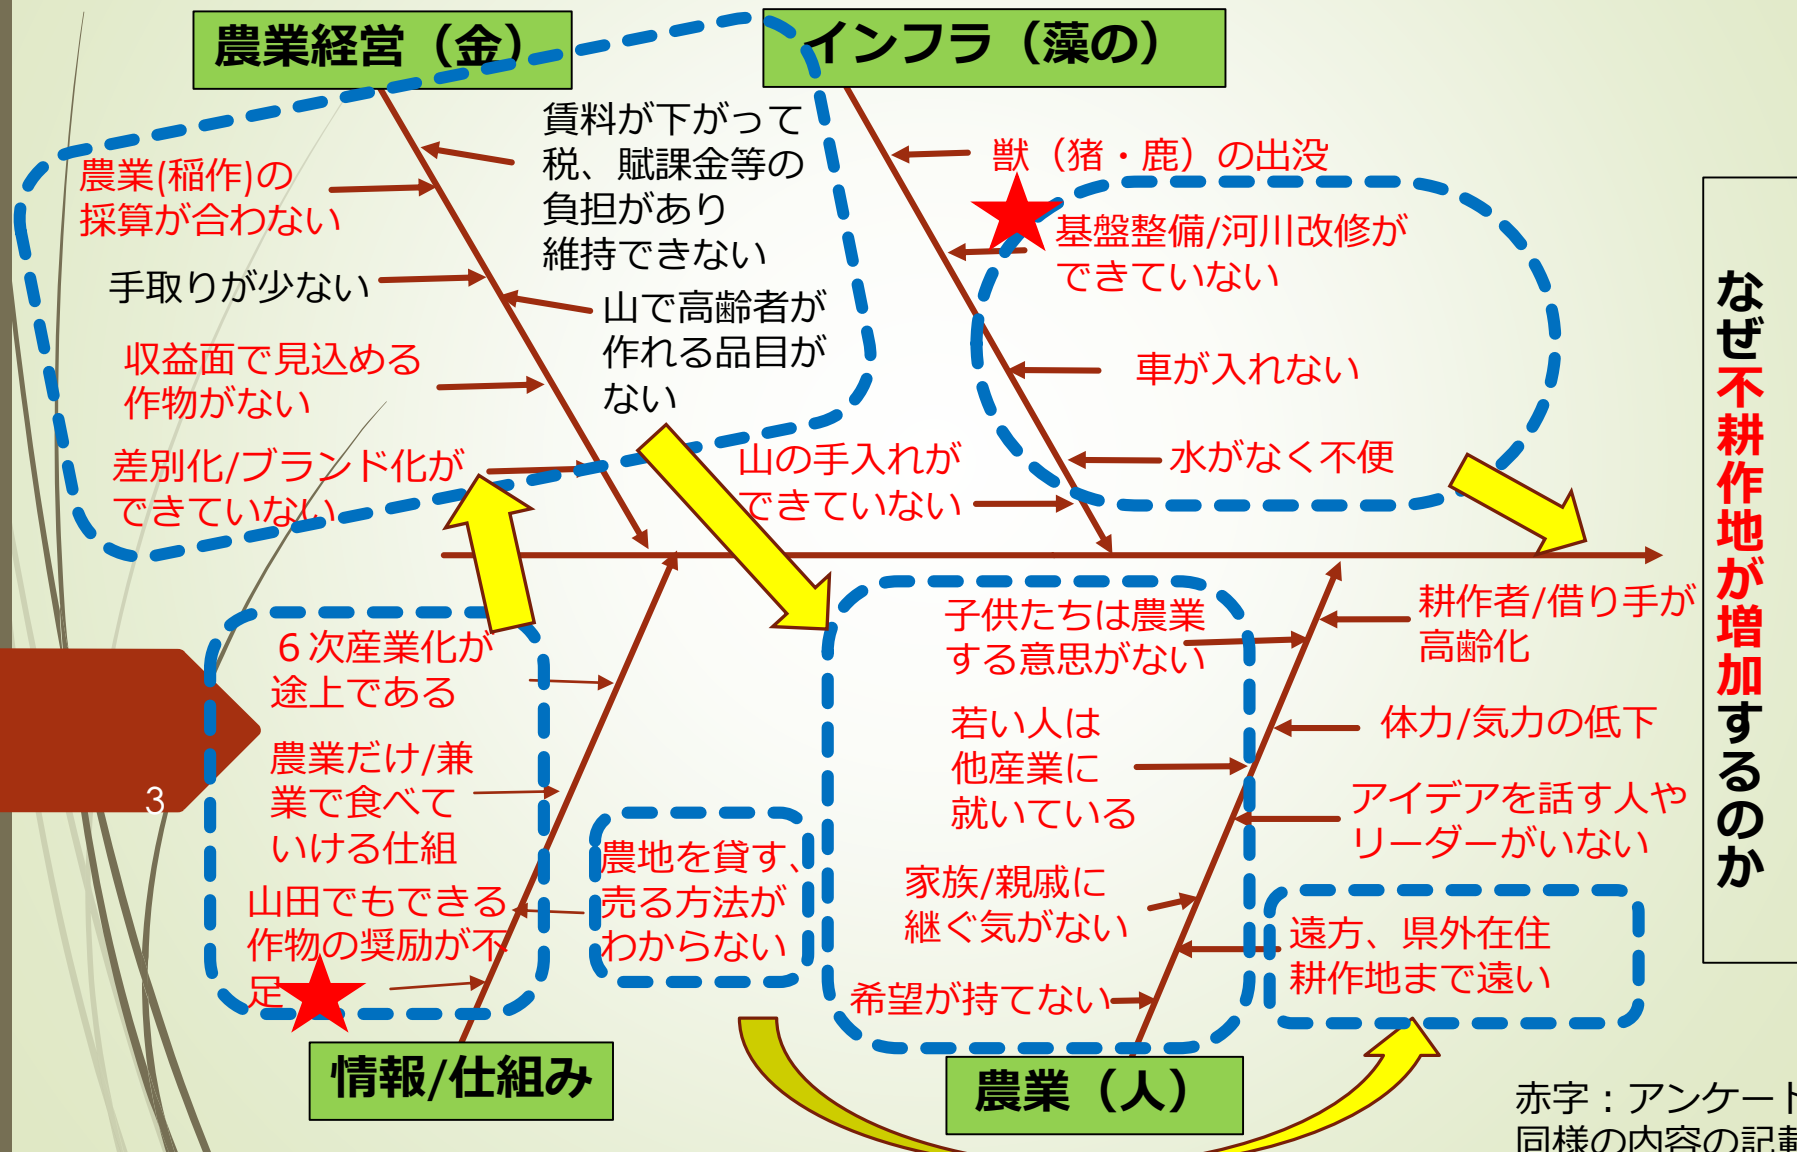 農業経営（金）
インフラ（藻の）
賃料が下がって
税、賦課金等の
負担があり
維持できない
農業(稲作)の
採算が合わない
手取りが少ない
山で高齢者が
作れる品目が
ない
収益面で見込める
作物がない
差別化/ブランド化が
できていない
獣（猪・鹿）の出没
基盤整備/河川改修が
できていない
車が入れない
水がなく不便
山の手入れが
できていない
なぜ不耕作地が増加するのか
６次産業化が
途上である
農業だけ/兼
業で食べて
いける仕組
山田でもできる
作物の奨励が不
足
農地を貸す、
売る方法が
わからない
情報/仕組み
子供たちは農業
する意思がない
若い人は
他産業に
就いている
家族/親戚に
継ぐ気がない
希望が持てない
耕作者/借り手が
高齢化
体力/気力の低下
アイデアを話す人や
リーダーがいない
遠方、県外在住
耕作地まで遠い
農業（人）
3
赤字：アンケート
同様の内容の記載